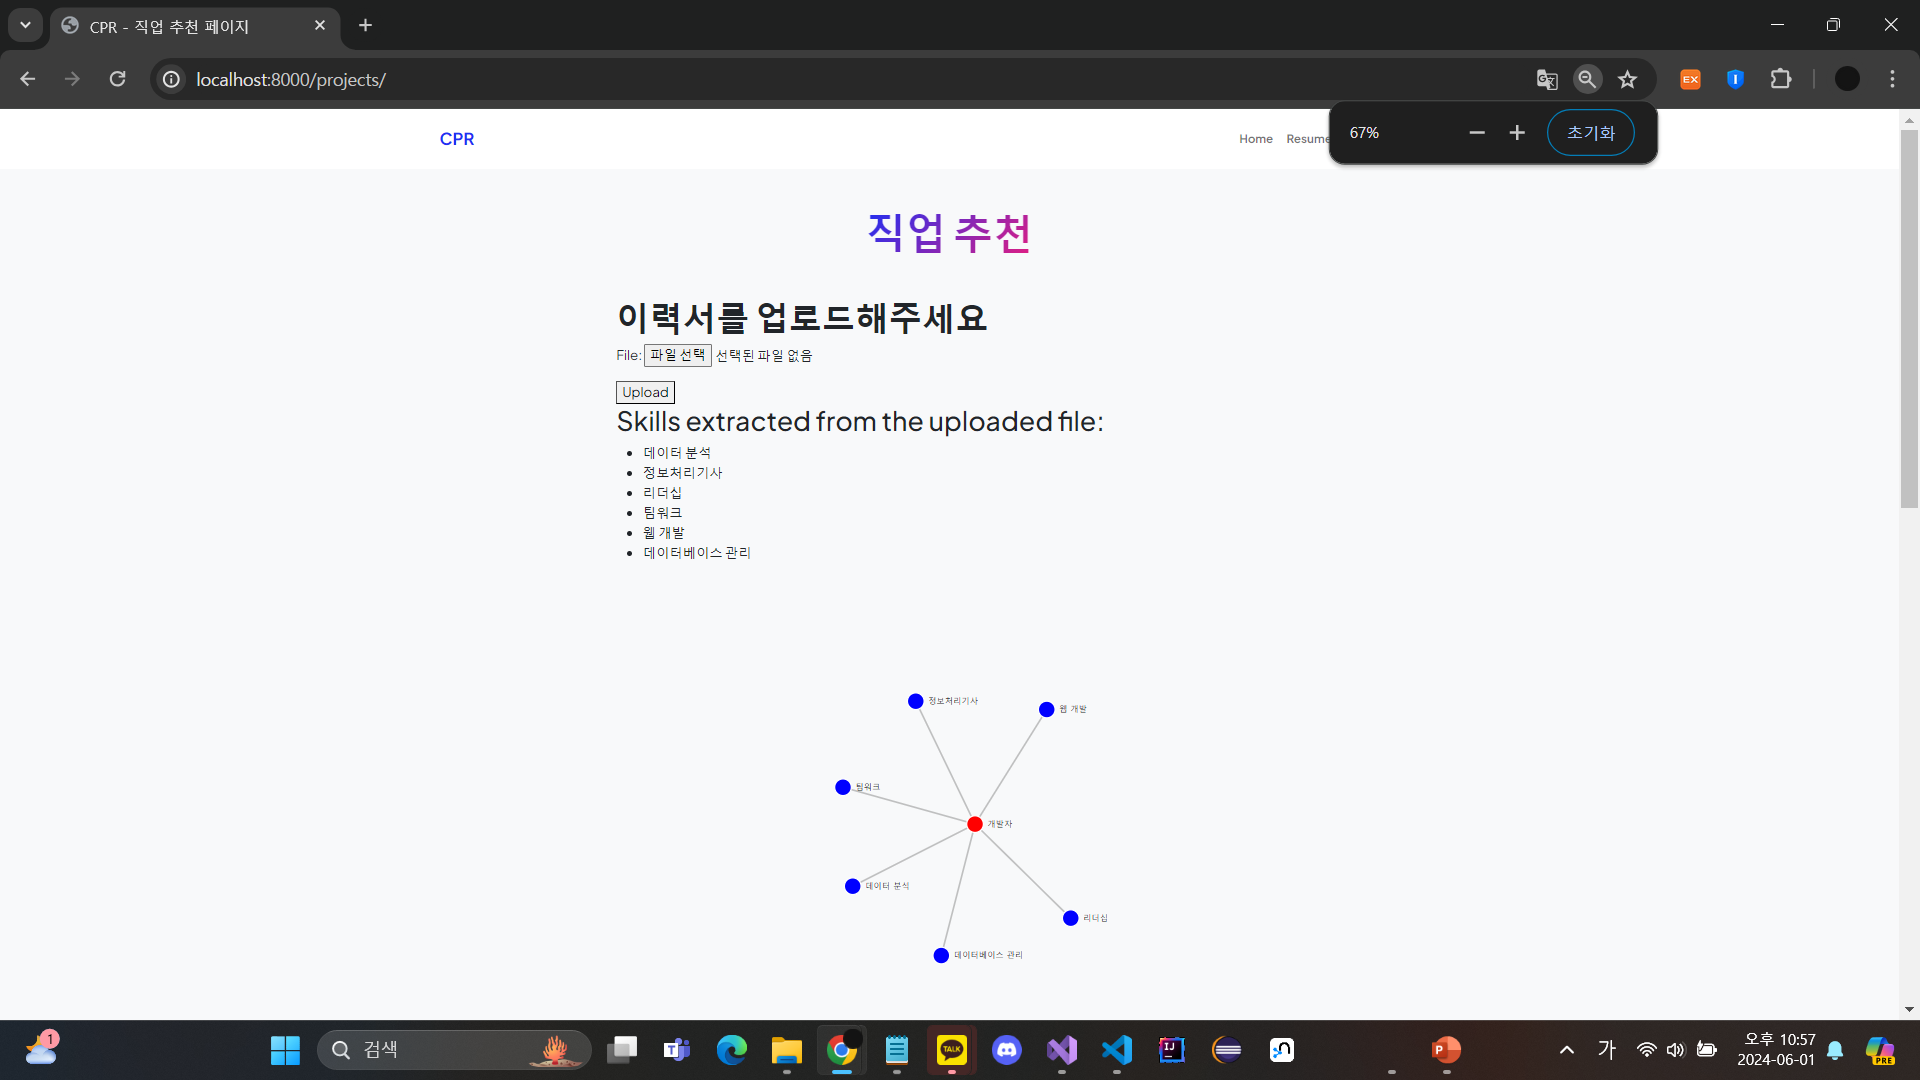 CPR - 직업 추천 페이지
localhost:8000/projects/
EX
67%
초기화
CPR
Home
Resume
직업 추천
이력서를 업로드해주세요
File: 파일 선택 선택된 파일 없음
Upload
Skills extracted from the uploaded file:
데이터 분석
정보처리기사
리더십
팀워크
웹 개발
데이터베이스 관리
정보처리기사
웹 개발
팀워크
개발자
데이터 분석
리더십
데이터베이스 관리
1
검색
TALK
IJ
P
가
오후 10:57
2024-06-01
PRE